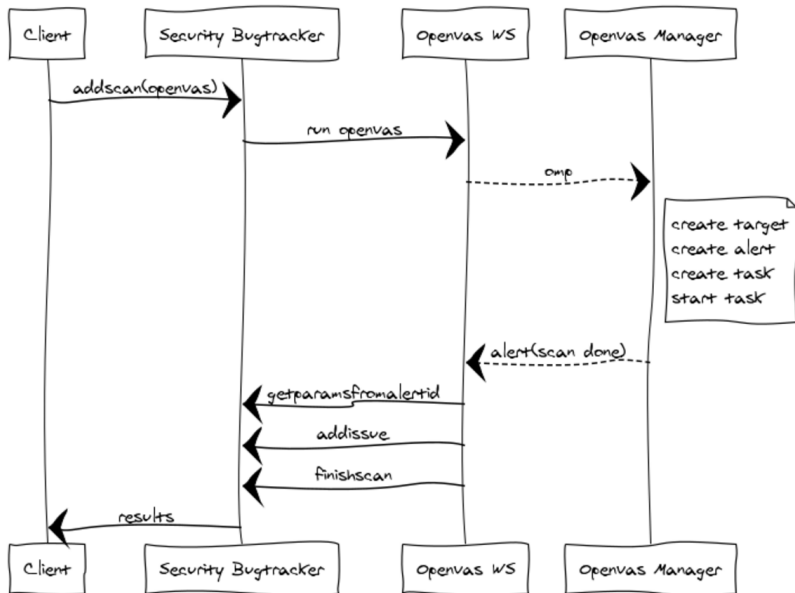 Client
Security Bugtracker
Openvas WS
Openvas Manager
addscan(openvas)
run openvas
omp
create target
create alert
create task
start task
alert(scan done)
getparamsfromalertid
addissue
finishscan
results
Client
Security Bugtracker
Openvas WS
Openvas Manager